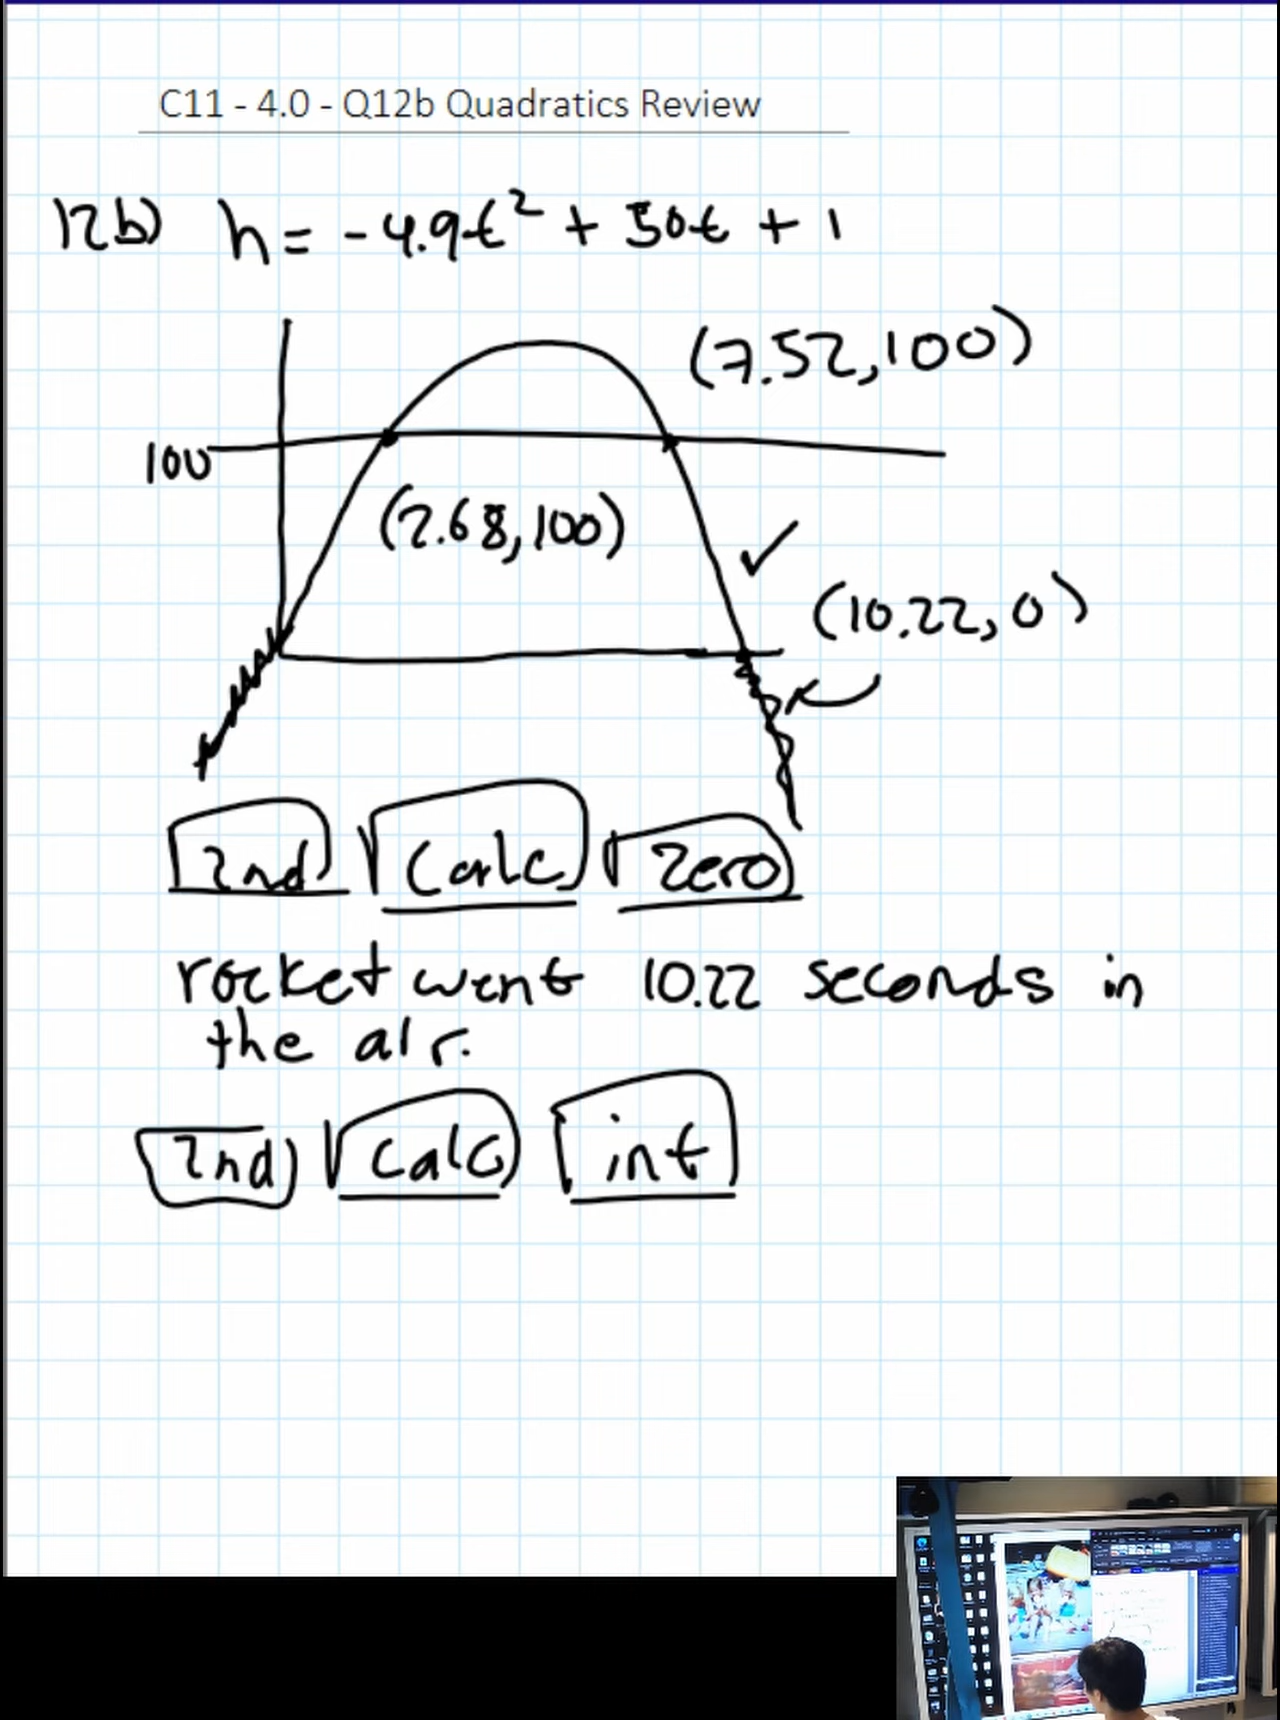 C11 - 4.0 - Q12b Quadratics Review
12b) h = -4.9t² + 50t + 1
(7.52,100)
100
(2.68,100)
(10.22,0)
2nd Calc Zero
rocket went 10.22 seconds in
the air.
2nd Calc int